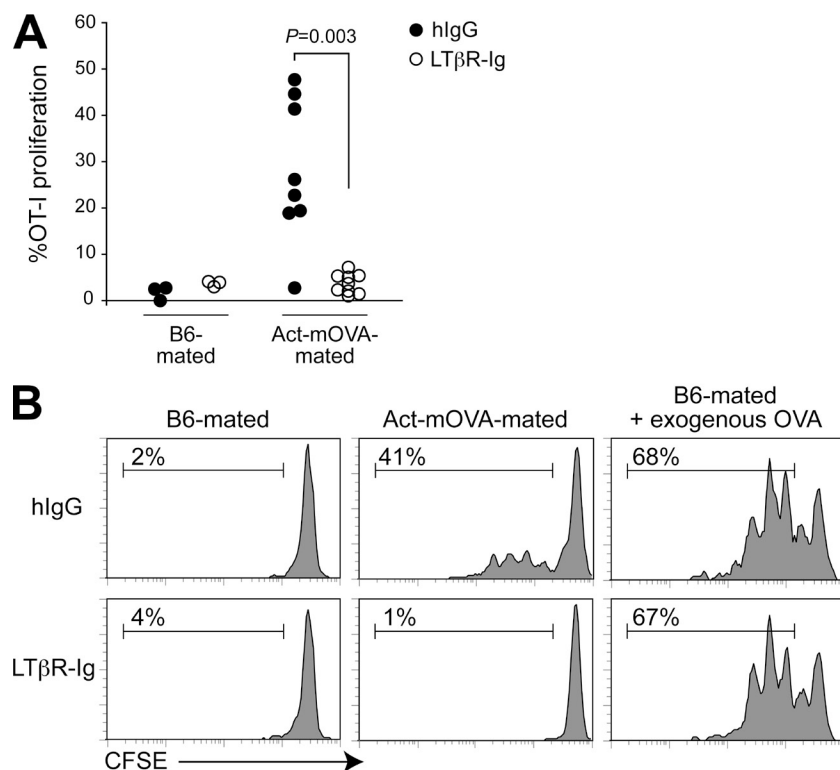 A
60
50
40
30
20
10
0
%OT-I proliferation
P=0.003
hIgG
LTβR-Ig
B6-
mated
Act-mOVA-
mated
B
B6-mated
Act-mOVA-mated
B6-mated
+ exogenous OVA
hIgG
2%
41%
68%
LTβR-Ig
4%
1%
67%
CFSE